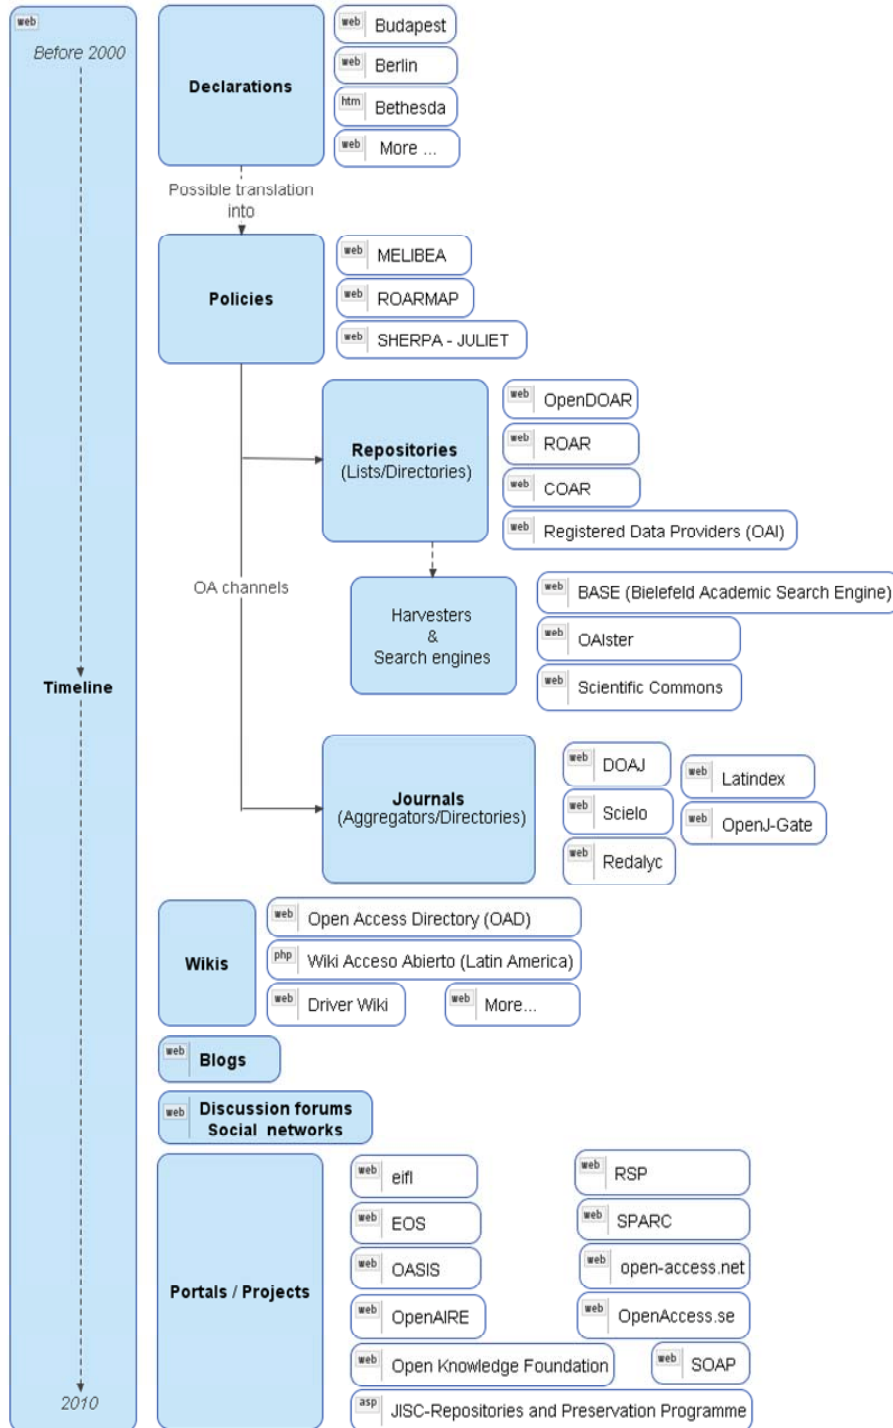 web
Before 2000
Timeline
2010
Declarations
web Budapest
web Berlin
htm Bethesda
web More ...
Possible translation
into
Policies
web MELIBEA
web ROARMAP
web SHERPA - JULIET
OA channels
Repositories
(Lists/Directories)
web OpenDOAR
web ROAR
web COAR
web Registered Data Providers (OAI)
Harvesters
&
Search engines
web BASE (Bielefeld Academic Search Engine)
web OAIster
web Scientific Commons
Journals
(Aggregators/Directories)
web DOAJ
web Scielo
web Redalyc
web Latindex
web OpenJ-Gate
Wikis
web Open Access Directory (OAD)
php Wiki Acceso Abierto (Latin America)
web Driver Wiki
web More...
web Blogs
web Discussion forums
Social networks
Portals / Projects
web eifl
web EOS
web OASIS
web OpenAIRE
web Open Knowledge Foundation
asp JISC-Repositories and Preservation Programme
web RSP
web SPARC
web open-access.net
web OpenAccess.se
web SOAP